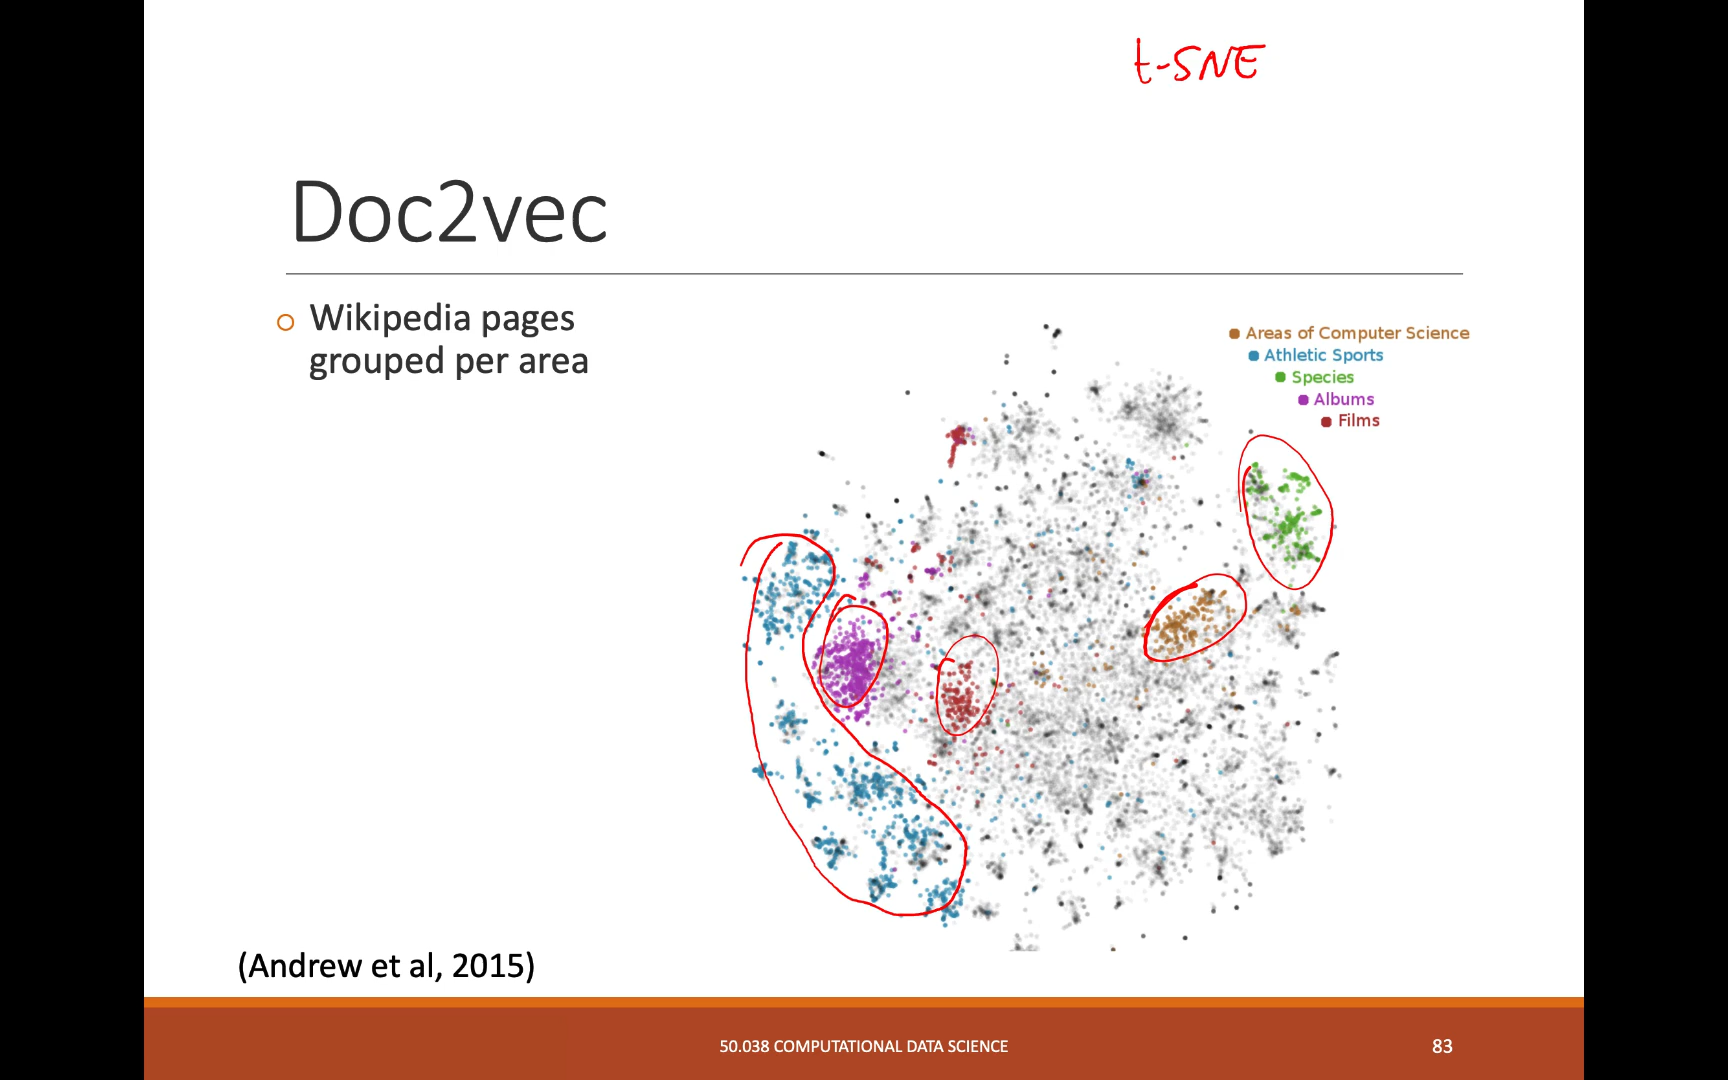 t-SNE
Doc2vec
Wikipedia pages
grouped per area
Areas of Computer Science
Athletic Sports
Species
Albums
Films
(Andrew et al, 2015)
50.038 COMPUTATIONAL DATA SCIENCE
83